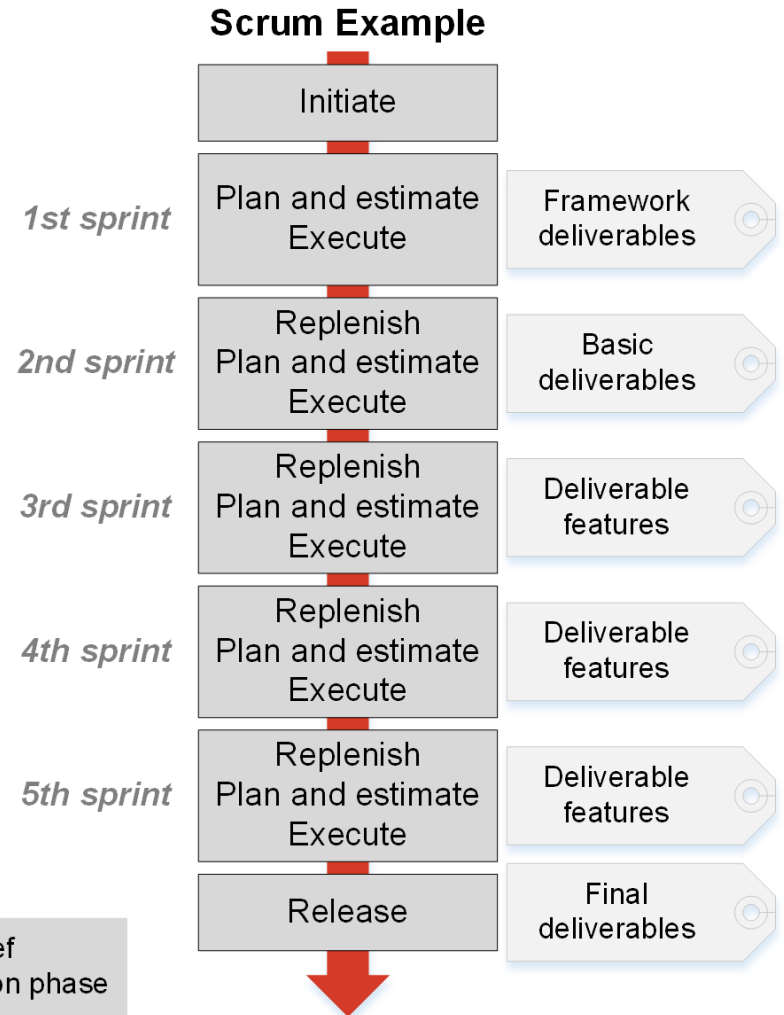 Scrum Example
Initiate
1st sprint
Plan and estimate
Execute
Framework
deliverables
2nd sprint
Replenish
Plan and estimate
Execute
Basic
deliverables
3rd sprint
Replenish
Plan and estimate
Execute
Deliverable
features
4th sprint
Replenish
Plan and estimate
Execute
Deliverable
features
5th sprint
Replenish
Plan and estimate
Execute
Deliverable
features
Release
Final
deliverables
phase